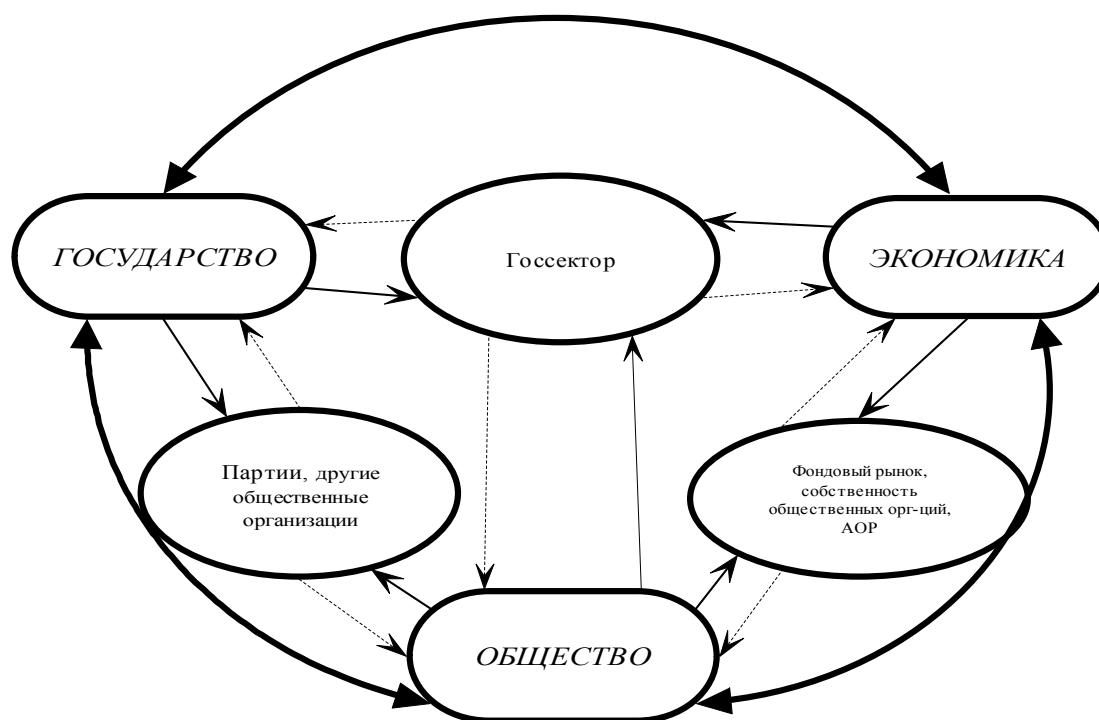 ГОСУДАРСТВО
Госсектор
ЭКОНОМИКА
Партии, другие
общественные
организации
Фондовый рынок,
собственность
общественных орг-ций,
АОР
ОБЩЕСТВО